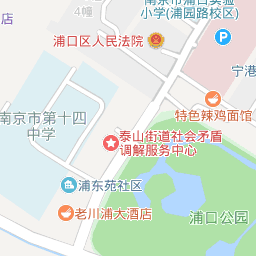 店
4幢
南京市浦口实验
小学(浦园路校区)
浦口区人民法院
宁港
特色辣鸡面馆
南京市第十四
中学
泰山街道社会矛盾
调解服务中心
浦东苑社区
老川浦大酒店
浦口公园